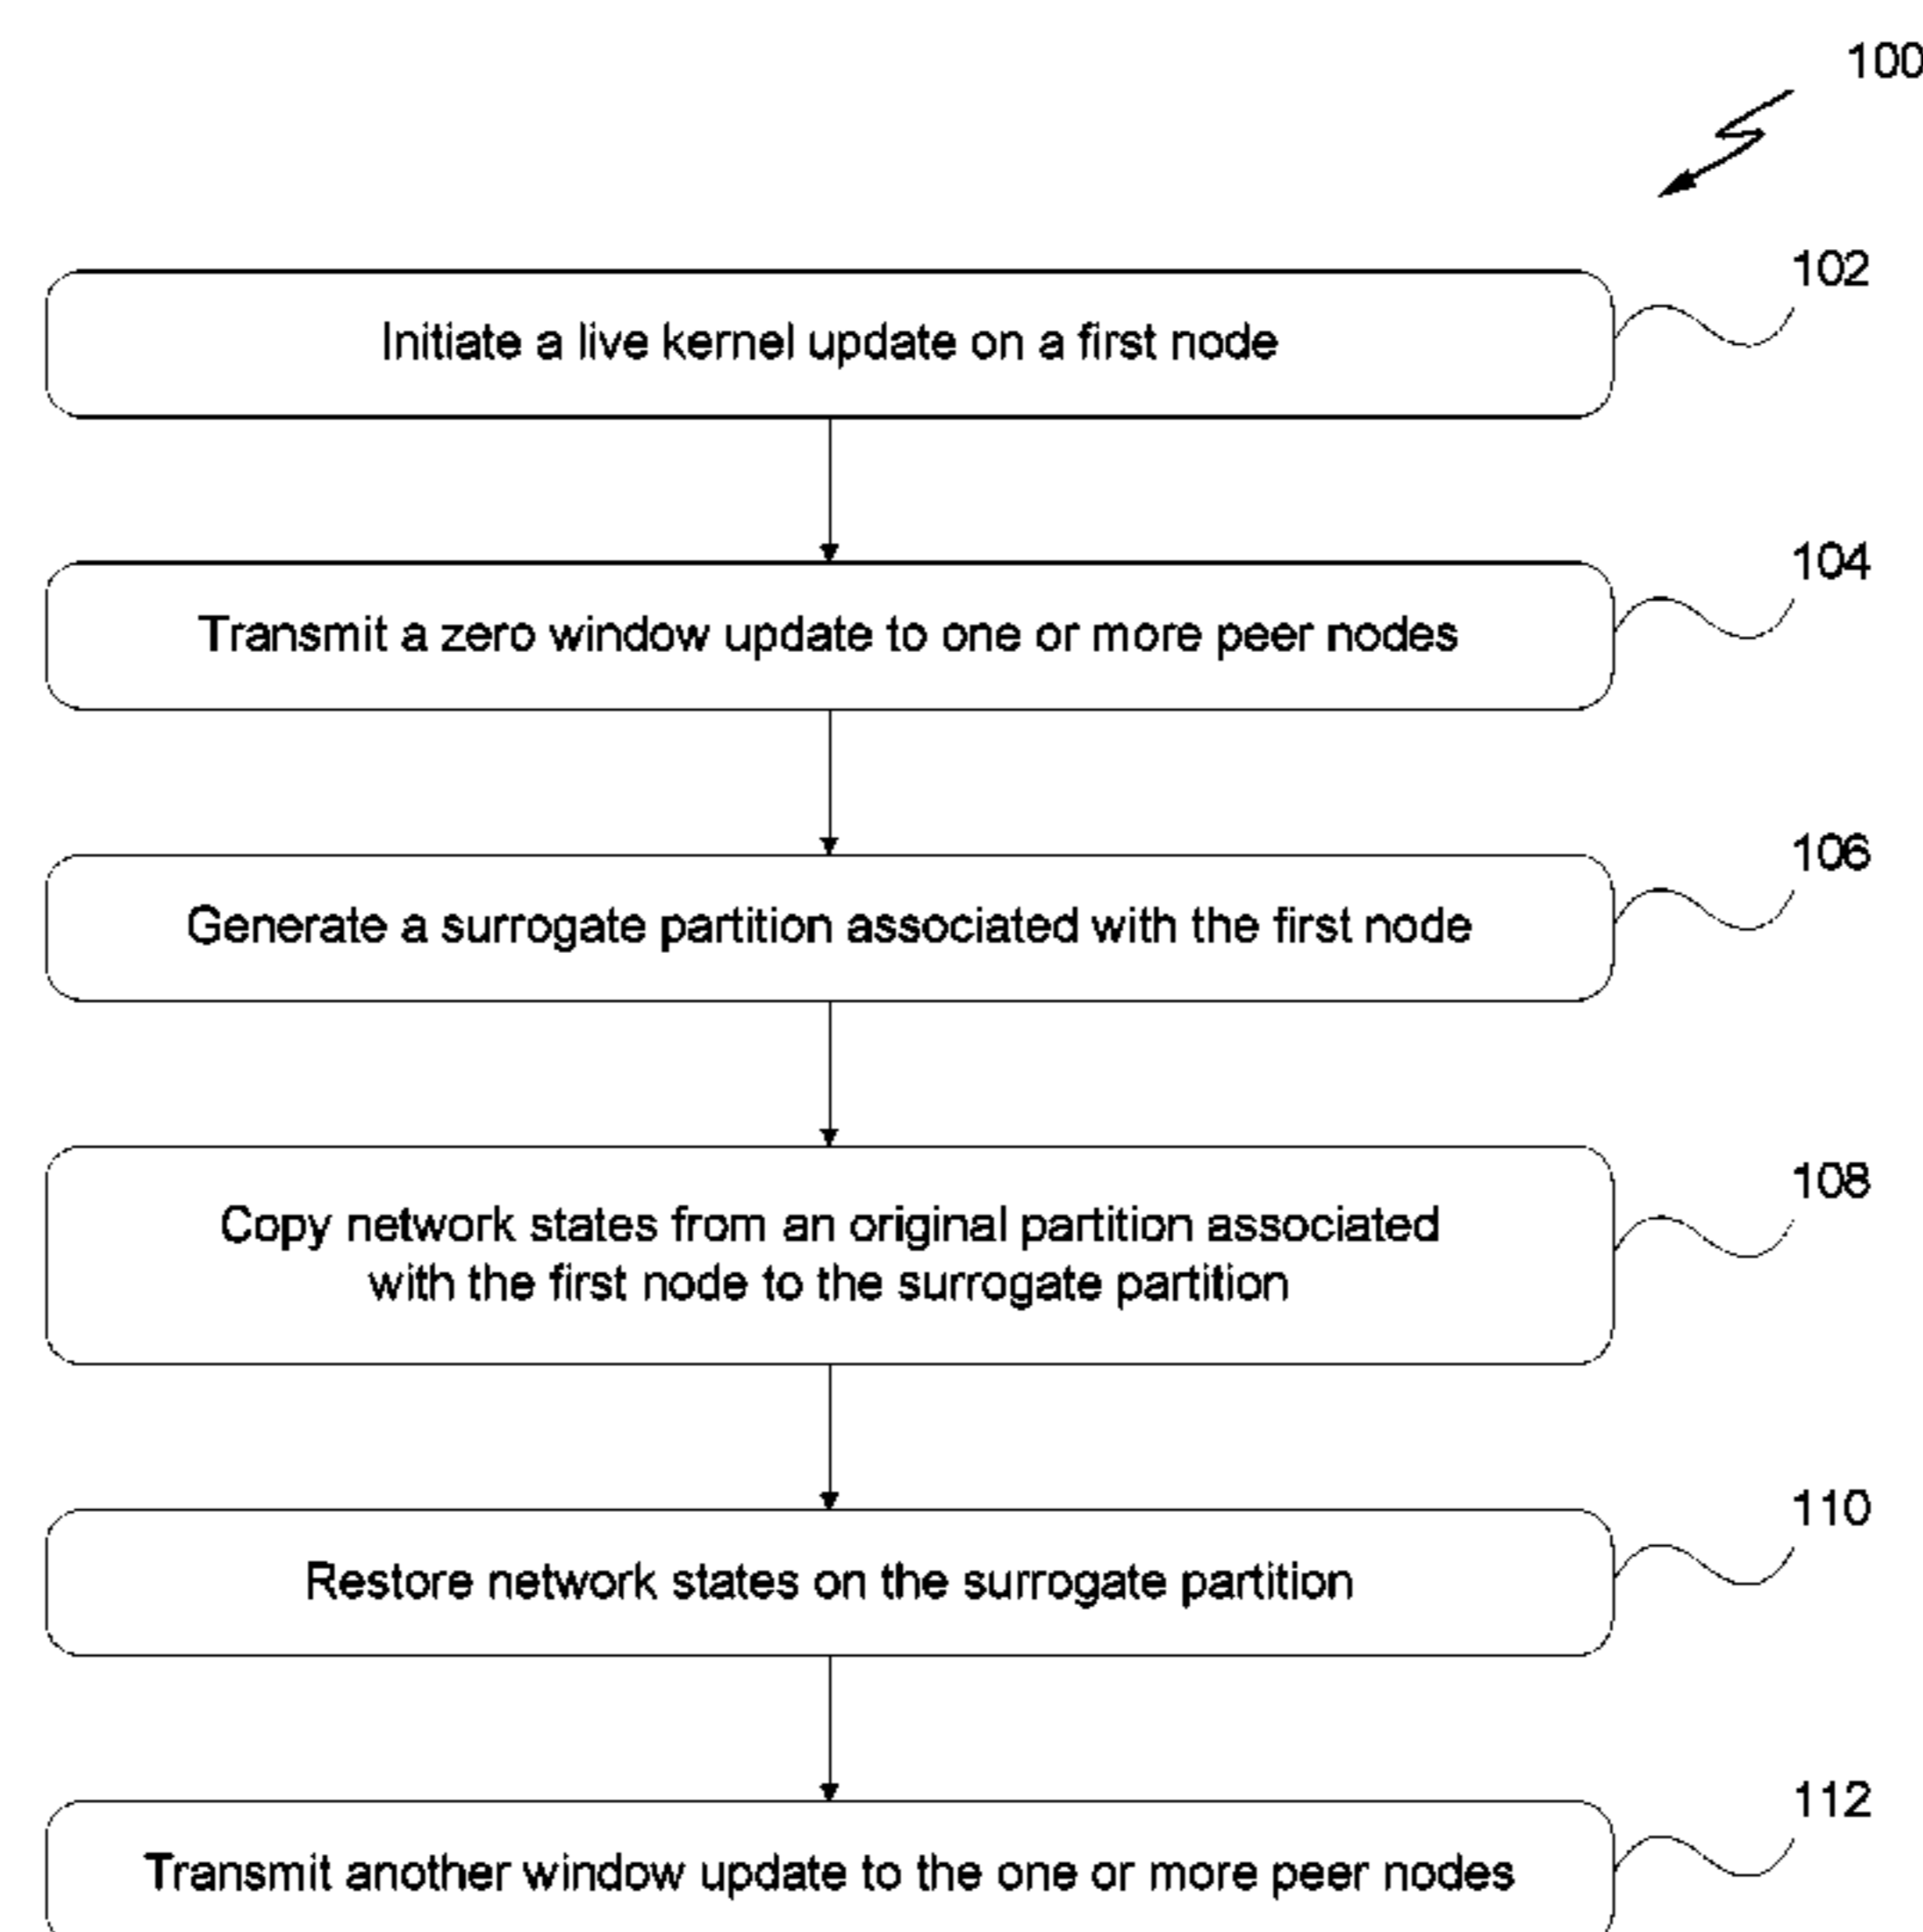 100
102
Initiate a live kernel update on a first node
104
Transmit a zero window update to one or more peer nodes
106
Generate a surrogate partition associated with the first node
108
Copy network states from an original partition associated
with the first node to the surrogate partition
110
Restore network states on the surrogate partition
112
Transmit another window update to the one or more peer nodes